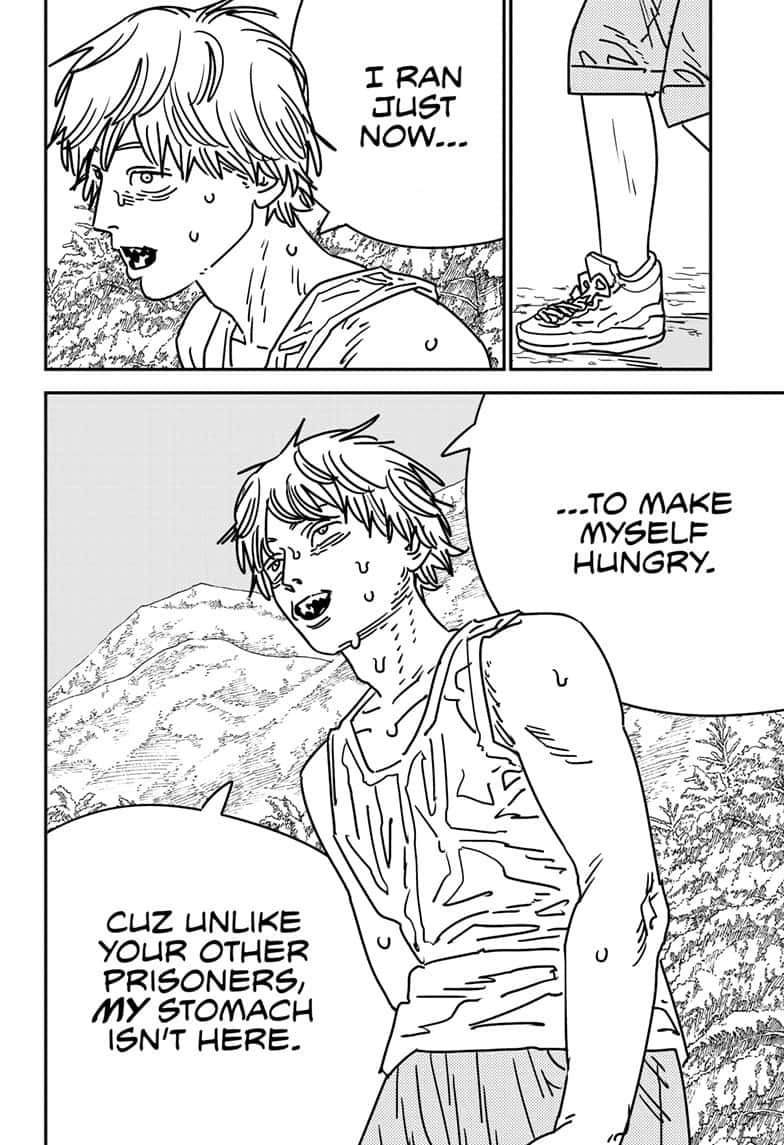 I RAN
JUST
NOW...
...TO MAKE
MYSELF
HUNGRY.
CUZ UNLIKE
YOUR OTHER
PRISONERS,
MY STOMACH
ISN'T HERE.